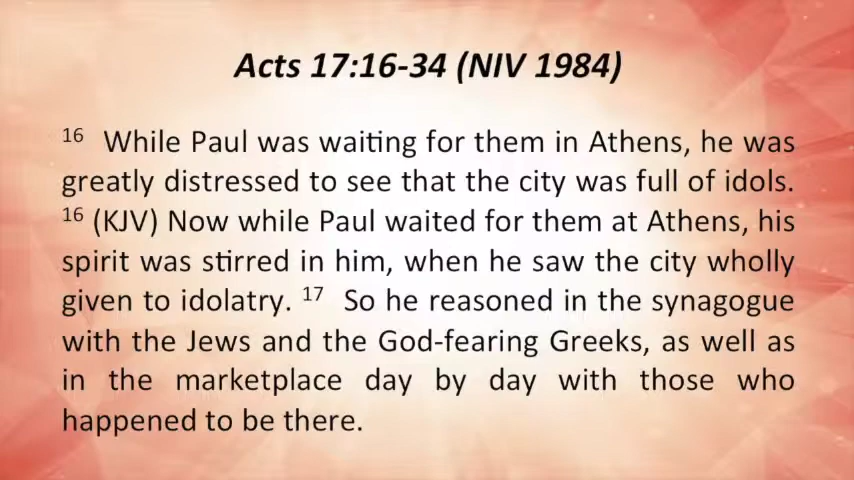 Acts 17:16-34 (NIV 1984)
16 While Paul was waiting for them in Athens, he was
greatly distressed to see that the city was full of idols.
16 (KJV) Now while Paul waited for them at Athens, his
spirit was stirred in him, when he saw the city wholly
given to idolatry. 17 So he reasoned in the synagogue
with the Jews and the God-fearing Greeks, as well as
in the marketplace day by day with those who
happened to be there.